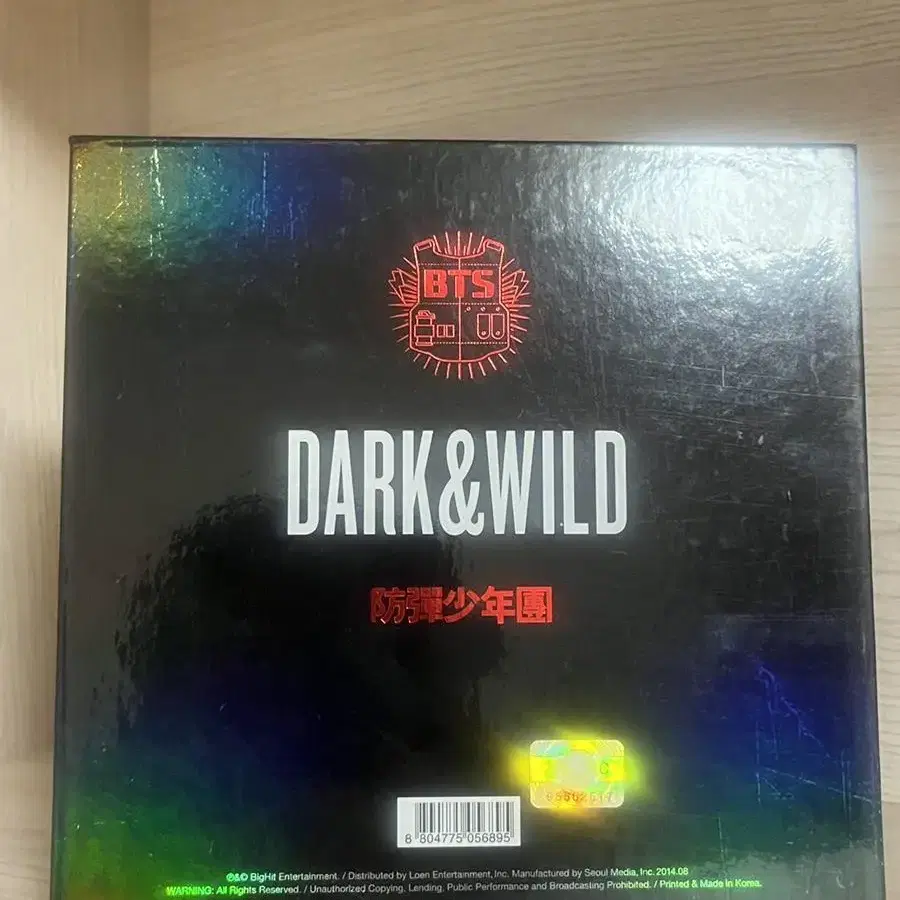 BTS
DARK&WILD
防彈少年團
C
8 804775 056895
℗&© BigHit Entertainment. / Distributed by Loen Entertainment, Inc. Manufactured by Seoul Media, Inc. 2014.08
WARNING: All Rights Reserved. / Unauthorized Copying, Lending, Public Performance and Broadcasting Prohibited. / Printed & Made In Korea.